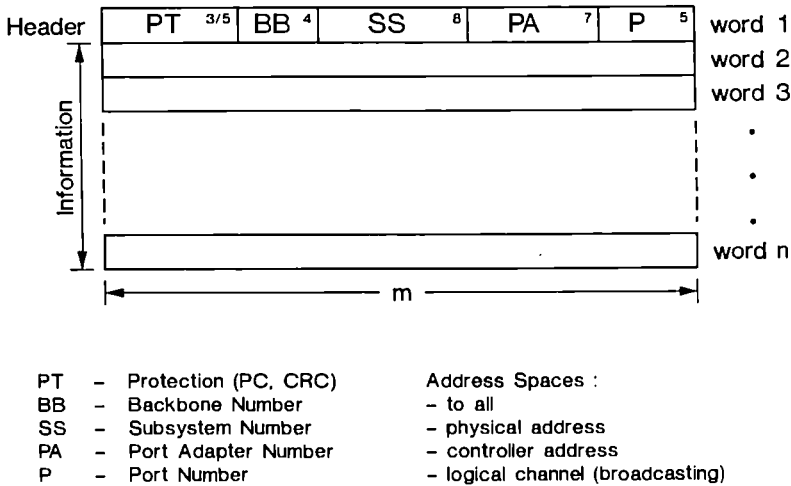 Header PT 3/5 BB 4 SS 8 PA 7 P 5 word 1
word 2
word 3
Information
.
.
.
word n
m
PT – Protection (PC, CRC) Address Spaces :
BB – Backbone Number – to all
SS – Subsystem Number – physical address
PA – Port Adapter Number – controller address
P – Port Number – logical channel (broadcasting)